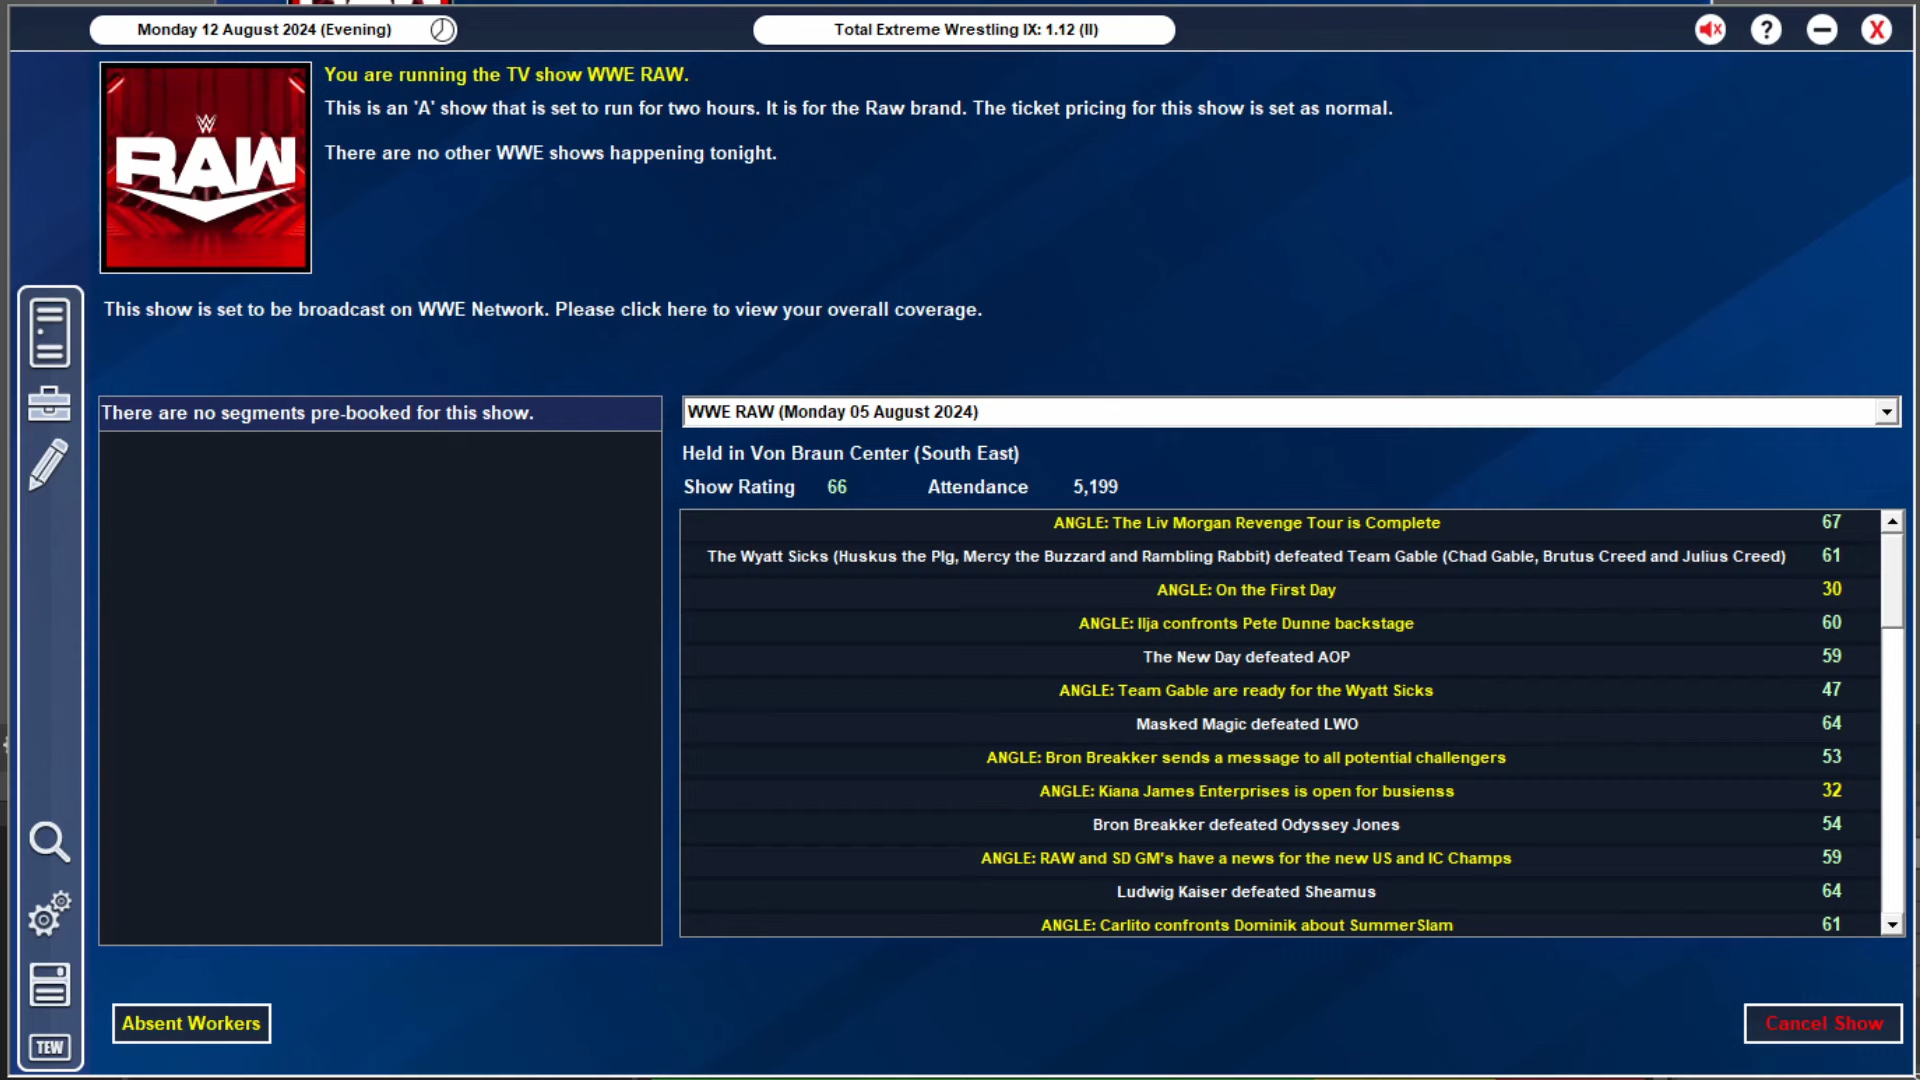 Monday 12 August 2024 (Evening)
Total Extreme Wrestling IX: 1.12 (II)
?
X
W
RAW
You are running the TV show WWE RAW.
This is an 'A' show that is set to run for two hours. It is for the Raw brand. The ticket pricing for this show is set as normal.
There are no other WWE shows happening tonight.
This show is set to be broadcast on WWE Network. Please click here to view your overall coverage.
There are no segments pre-booked for this show.
WWE RAW (Monday 05 August 2024)
Held in Von Braun Center (South East)
Show Rating 66 Attendance 5,199
ANGLE: The Liv Morgan Revenge Tour is Complete 67
The Wyatt Sicks (Huskus the PIg, Mercy the Buzzard and Rambling Rabbit) defeated Team Gable (Chad Gable, Brutus Creed and Julius Creed) 61
ANGLE: On the First Day 30
ANGLE: Ilja confronts Pete Dunne backstage 60
The New Day defeated AOP 59
ANGLE: Team Gable are ready for the Wyatt Sicks 47
Masked Magic defeated LWO 64
ANGLE: Bron Breakker sends a message to all potential challengers 53
ANGLE: Kiana James Enterprises is open for busienss 32
Bron Breakker defeated Odyssey Jones 54
ANGLE: RAW and SD GM's have a news for the new US and IC Champs 59
Ludwig Kaiser defeated Sheamus 64
ANGLE: Carlito confronts Dominik about SummerSlam 61
Absent Workers
Cancel Show
TEW